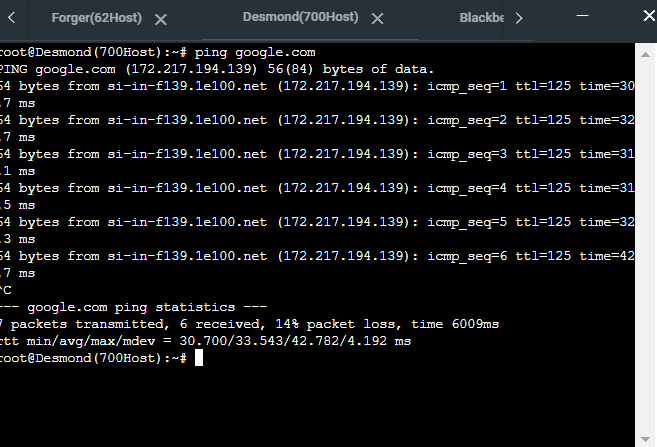 Forger(62Host)
Desmond(700Host)
Blackbe
root@Desmond(700Host):~# ping google.com
PING google.com (172.217.194.139) 56(84) bytes of data.
64 bytes from si-in-f139.1e100.net (172.217.194.139): icmp_seq=1 ttl=125 time=30
.7 ms
64 bytes from si-in-f139.1e100.net (172.217.194.139): icmp_seq=2 ttl=125 time=32
.7 ms
64 bytes from si-in-f139.1e100.net (172.217.194.139): icmp_seq=3 ttl=125 time=31
.1 ms
64 bytes from si-in-f139.1e100.net (172.217.194.139): icmp_seq=4 ttl=125 time=31
.5 ms
64 bytes from si-in-f139.1e100.net (172.217.194.139): icmp_seq=5 ttl=125 time=32
.3 ms
64 bytes from si-in-f139.1e100.net (172.217.194.139): icmp_seq=6 ttl=125 time=42
.7 ms
^C
--- google.com ping statistics ---
7 packets transmitted, 6 received, 14% packet loss, time 6009ms
rtt min/avg/max/mdev = 30.700/33.543/42.782/4.192 ms
root@Desmond(700Host):~#